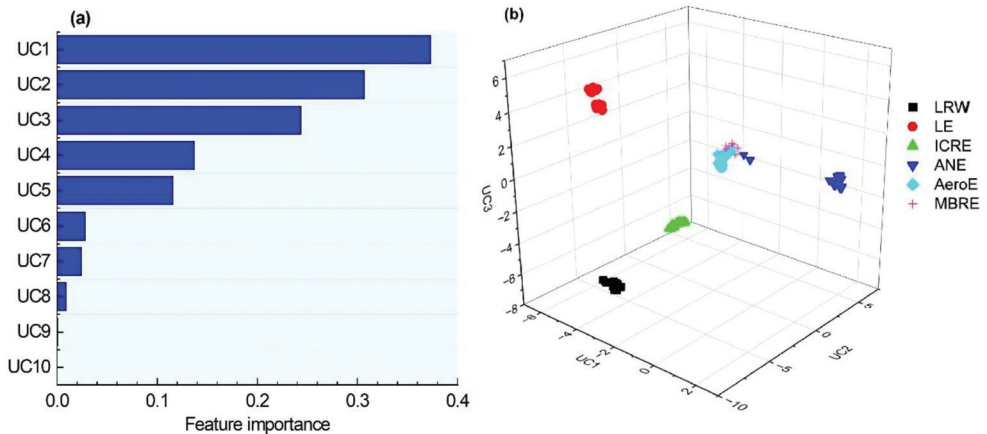 (a)
UC1
UC2
UC3
UC4
UC5
UC6
UC7
UC8
UC9
UC10
0.0 0.1 0.2 0.3 0.4
Feature importance
(b)
6
4
2
0
-2
-4
-6
-8
UC3
-8 -4 -2 0 2
UC1
-10 -5 0 5
UC2
LRW
LE
ICRE
ANE
AeroE
MBRE